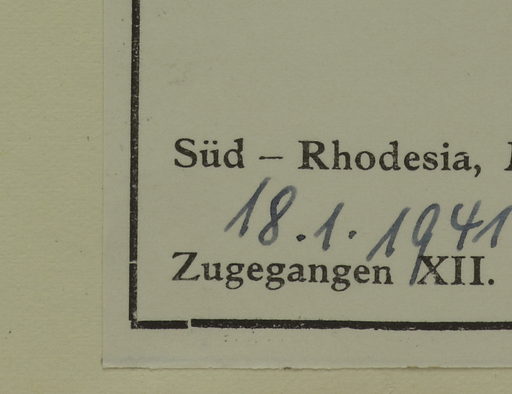 Süd – Rhodesia,
18.1.1941
Zugegangen XII.